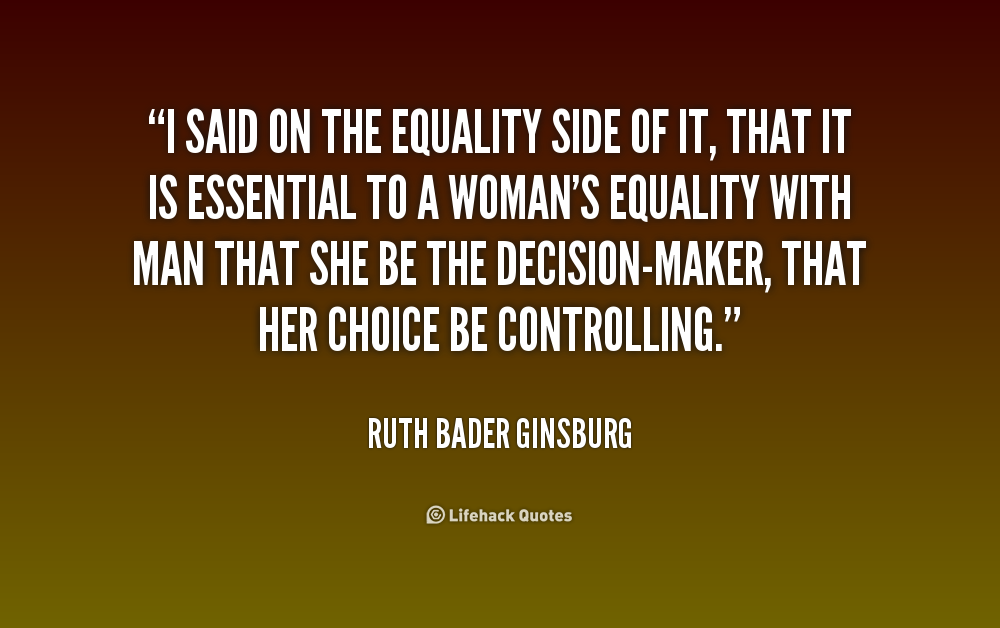 “I SAID ON THE EQUALITY SIDE OF IT, THAT IT
IS ESSENTIAL TO A WOMAN’S EQUALITY WITH
MAN THAT SHE BE THE DECISION-MAKER, THAT
HER CHOICE BE CONTROLLING.”
RUTH BADER GINSBURG
Lifehack Quotes